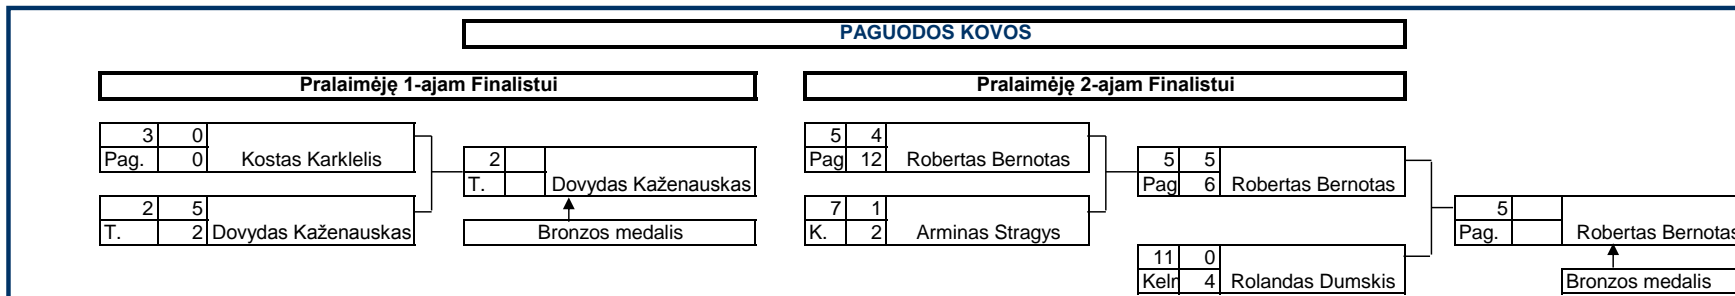 PAGUODOS KOVOS
Pralaimėję 1-ajam Finalistui
Pralaimėję 2-ajam Finalistui
3 0
Pag. 0 Kostas Karklelis
2 5
T. 2 Dovydas Kaženauskas
2
T. Dovydas Kaženauskas
Bronzos medalis
5 4
Pag 12 Robertas Bernotas
7 1
K. 2 Arminas Stragys
5 5
Pag 6 Robertas Bernotas
11 0
Keln 4 Rolandas Dumskis
5
Pag. Robertas Bernotas
Bronzos medalis